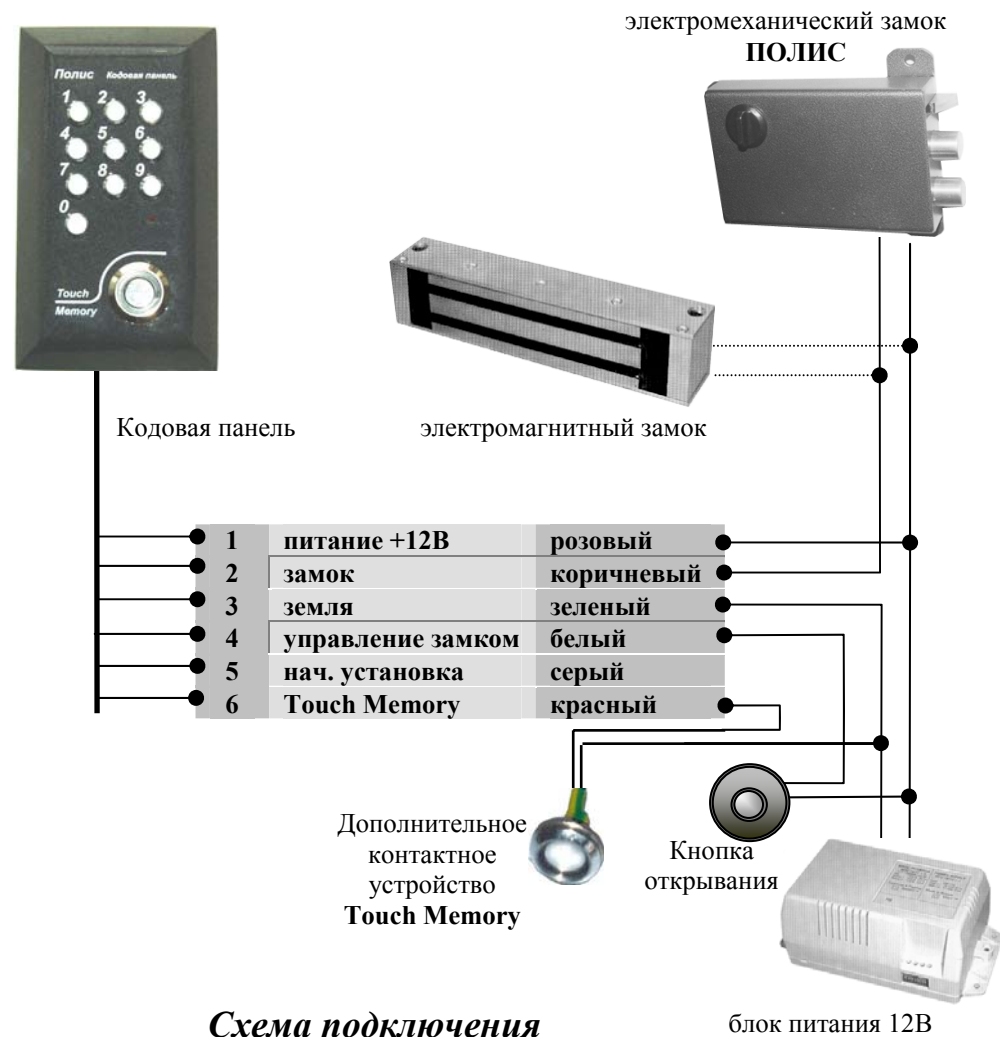 электромеханический замок
ПОЛИС
Полис Кодовая панель
1 2 3
4 5 6
7 8 9
0
Touch
Memory
Кодовая панель
электромагнитный замок
1 питание +12В розовый
2 замок коричневый
3 земля зеленый
4 управление замком белый
5 нач. установка серый
6 Touch Memory красный
Дополнительное
контактное
устройство
Touch Memory
Кнопка
открывания
блок питания 12В
Схема подключения